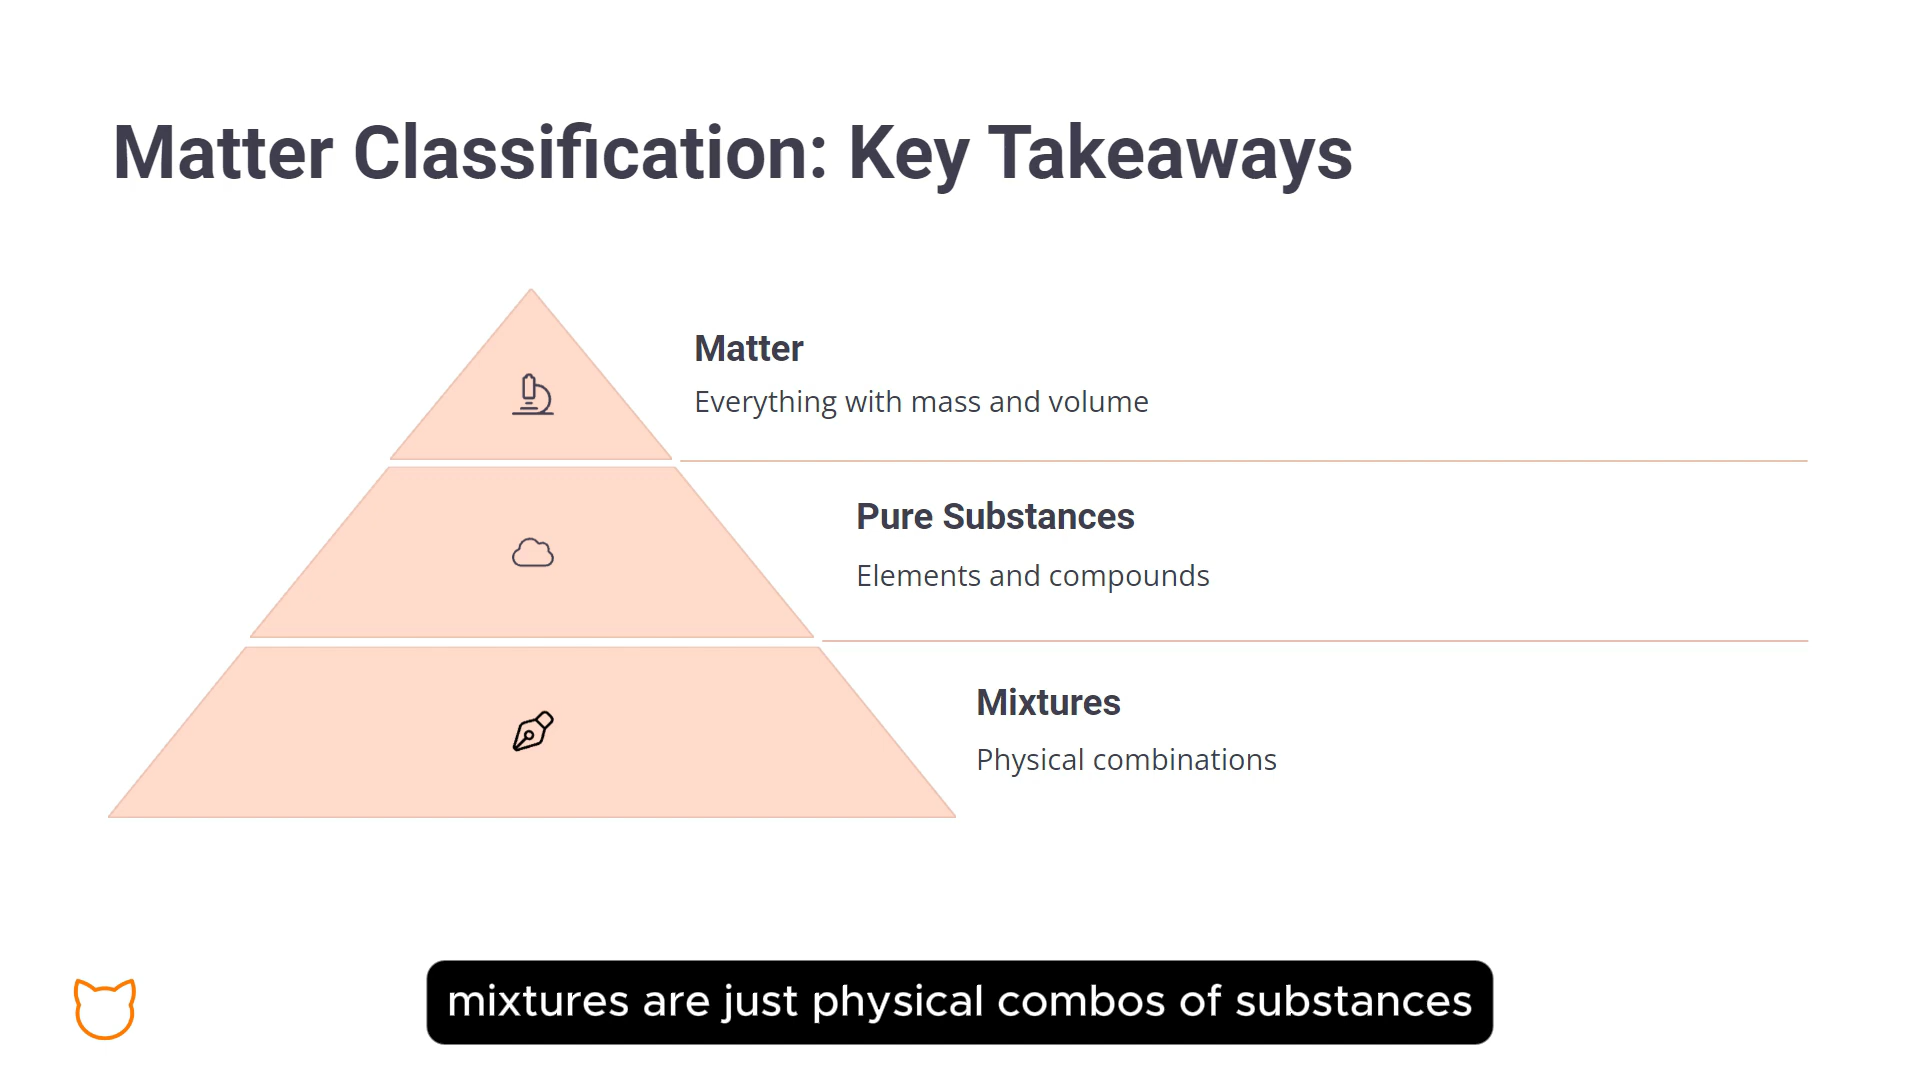 Matter Classification: Key Takeaways
Matter
Everything with mass and volume
Pure Substances
Elements and compounds
Mixtures
Physical combinations
mixtures are just physical combos of substances